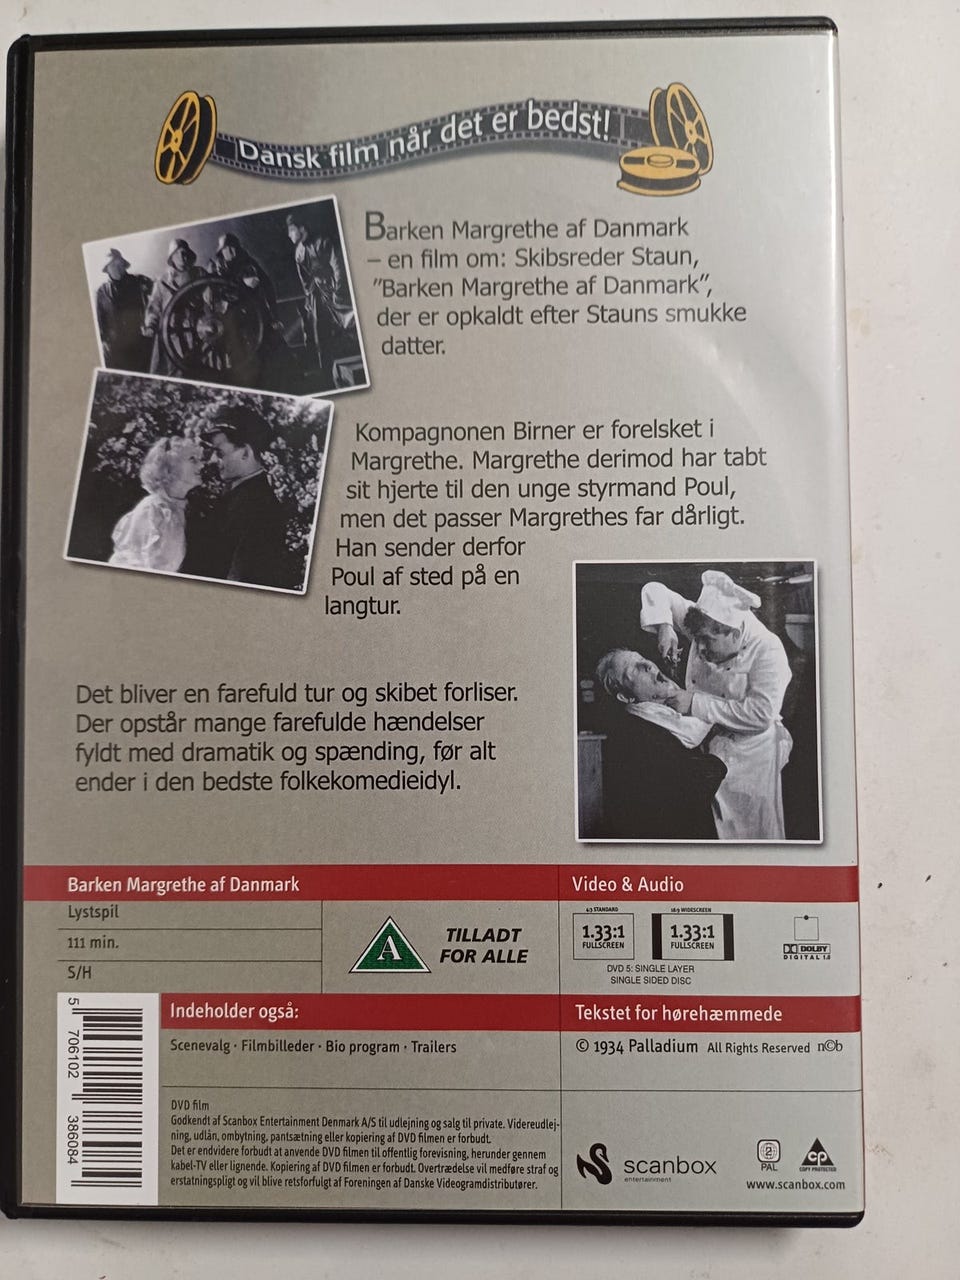 Dansk film når det er bedst!
Barken Margrethe af Danmark
– en film om: Skibsreder Staun,
"Barken Margrethe af Danmark",
der er opkaldt efter Stauns smukke
datter.
Kompagnonen Birner er forelsket i
Margrethe. Margrethe derimod har tabt
sit hjerte til den unge styrmand Poul,
men det passer Margrethes far dårligt.
Han sender derfor
Poul af sted på en
langtur.
Det bliver en farefuld tur og skibet forliser.
Der opstår mange farefulde hændelser
fyldt med dramatik og spænding, før alt
ender i den bedste folkekomedieidyl.
Barken Margrethe af Danmark
Lystspil
111 min.
S/H
A
TILLADT
FOR ALLE
Video & Audio
4:3 STANDARD
1.33:1
FULLSCREEN
16:9 WIDESCREEN
1.33:1
FULLSCREEN
DVD 5: SINGLE LAYER
SINGLE SIDED DISC
DOLBY
DIGITAL 1.0
5 706102 386084
Indeholder også:
Scenevalg · Filmbilleder · Bio program · Trailers
Tekstet for hørehæmmede
© 1934 Palladium All Rights Reserved n©b
DVD film
Godkendt af Scanbox Entertainment Denmark A/S til udlejning og salg til private. Videreudlej-
ning, udlån, ombytning, pantsætning eller kopiering af DVD filmen er forbudt.
Det er endvidere forbudt at anvende DVD filmen til offentlig forevisning, herunder gennem
kabel-TV eller lignende. Kopiering af DVD filmen er forbudt. Overtrædelse vil medføre straf og
erstatningspligt og vil blive retsforfulgt af Foreningen af Danske Videogramdistributører.
scanbox
entertainment
2
PAL
CP
COPY PROTECTED
www.scanbox.com